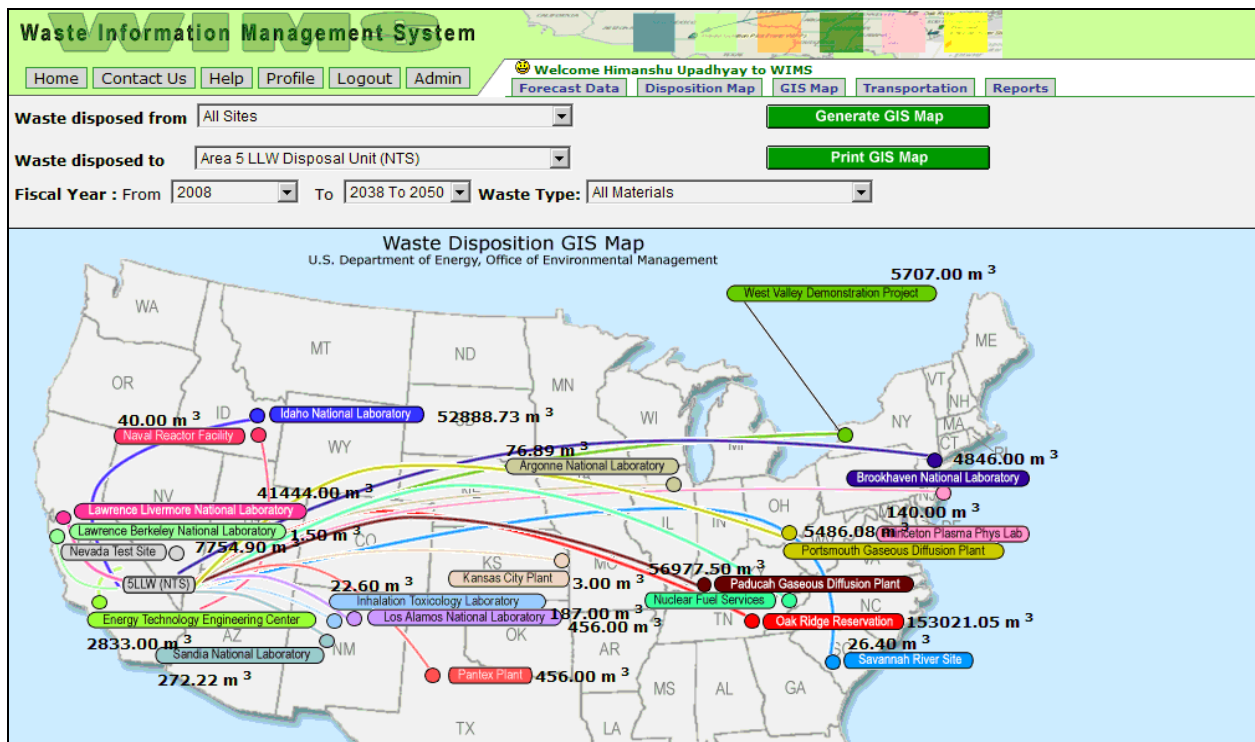 Waste Information Management System
Home Contact Us Help Profile Logout Admin
Welcome Himanshu Upadhyay to WIMS
Forecast Data Disposition Map GIS Map Transportation Reports
Waste disposed from All Sites Generate GIS Map
Waste disposed to Area 5 LLW Disposal Unit (NTS) Print GIS Map
Fiscal Year : From 2008 To 2038 To 2050 Waste Type: All Materials
Waste Disposition GIS Map
U.S. Department of Energy, Office of Environmental Management
5707.00 m 3
West Valley Demonstration Project
WA
ME
MT
ND
MN
OR
VT
NH
ID
40.00 m 3
Idaho National Laboratory
52888.73 m 3
WI
NY
MA
CT
Naval Reactor Facility
WY
76.89 m 3
MI
4846.00 m 3
Argonne National Laboratory
Brookhaven National Laboratory
NV
41444.00 m 3
NE
NJ
Lawrence Livermore National Laboratory
OH
140.00 m 3
IL
IN
Lawrence Berkeley National Laboratory
1.50 m 3
5486.08 m 3
Princeton Plasma Phys Lab
Nevada Test Site
7754.90 m 3
CO
Portsmouth Gaseous Diffusion Plant
KS
MO
56977.50 m 3
5LLW (NTS)
22.60 m 3
Kansas City Plant
3.00 m 3
Paducah Gaseous Diffusion Plant
Inhalation Toxicology Laboratory
Nuclear Fuel Services
NC
Energy Technology Engineering Center
Los Alamos National Laboratory
187.00 m 3
TN
Oak Ridge Reservation
153021.05 m 3
456.00 m 3
2833.00 m 3
AZ
NM
OK
AR
SC
26.40 m 3
Sandia National Laboratory
Savannah River Site
272.22 m 3
Pantex Plant
456.00 m 3
MS
AL
GA
TX
LA